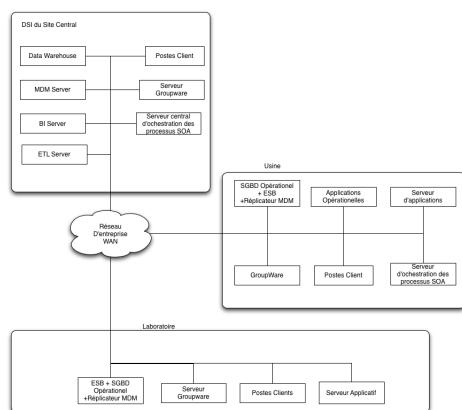 DSI du Site Central
Data Warehouse
Postes Client
MDM Server
Serveur
Groupware
BI Server
Serveur central
d'ochestration des
processus SOA
ETL Server
Usine
SGBD Opérationel
+ ESB
+Réplicateur MDM
Applications
Opérationelles
Serveur
d'applications
Réseau
D'entreprise
WAN
GroupWare
Postes Client
Serveur
d'ochestration des
processus SOA
Laboratoire
ESB + SGBD
Opérationel
+Réplicateur MDM
Serveur
Groupware
Postes Clients
Serveur Applicatif